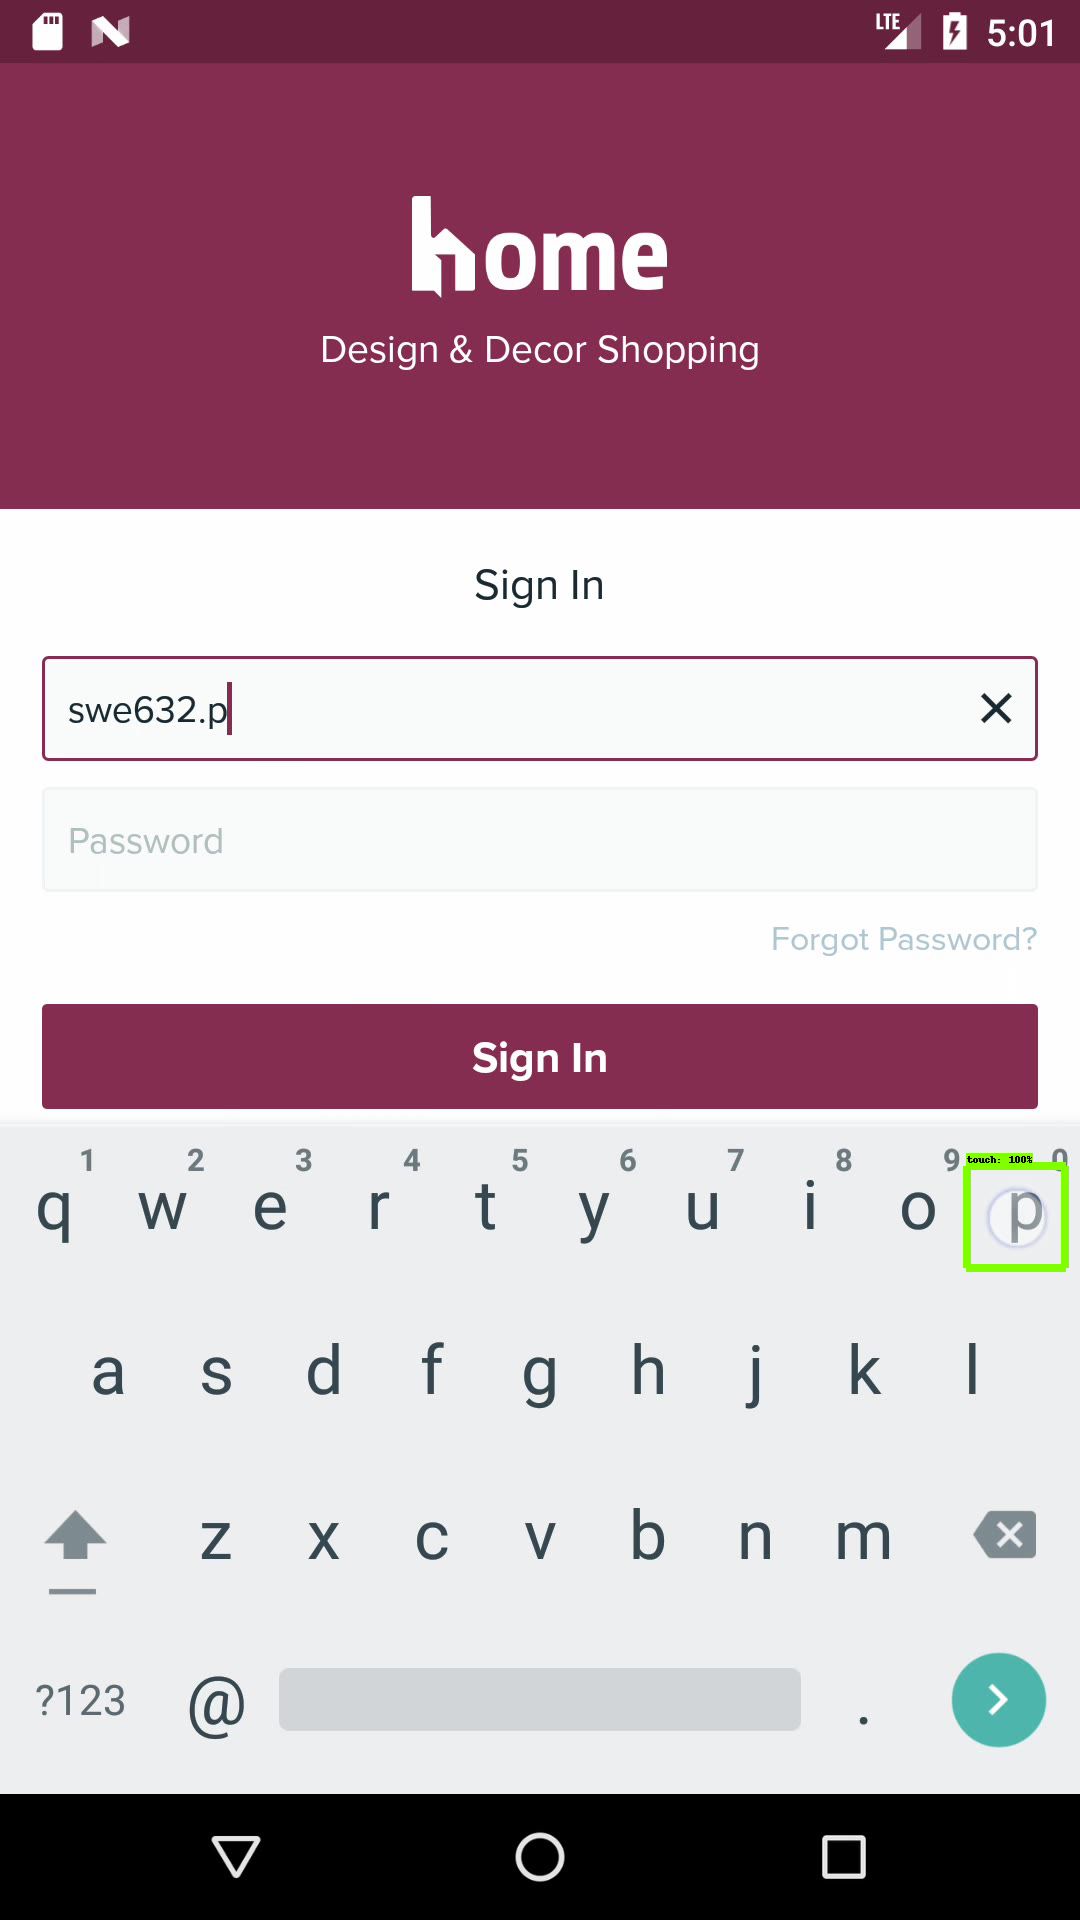 LTE 5:01
home
Design & Decor Shopping
Sign In
swe632.p
Password
Forgot Password?
Sign In
1 2 3 4 5 6 7 8 9 0
touch: 100%
q w e r t y u i o p
a s d f g h j k l
z x c v b n m
?123 @ .